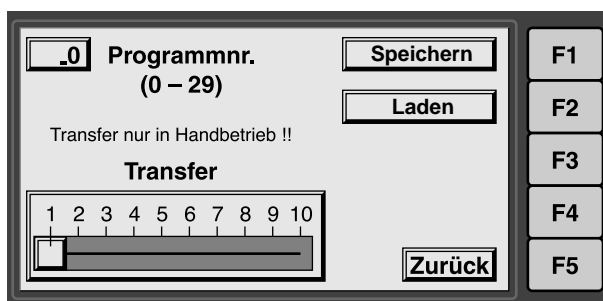 .0
Programmnr.
(0 – 29)
Transfer nur in Handbetrieb !!
Transfer
1 2 3 4 5 6 7 8 9 10
Speichern
Laden
Zurück
F1
F2
F3
F4
F5